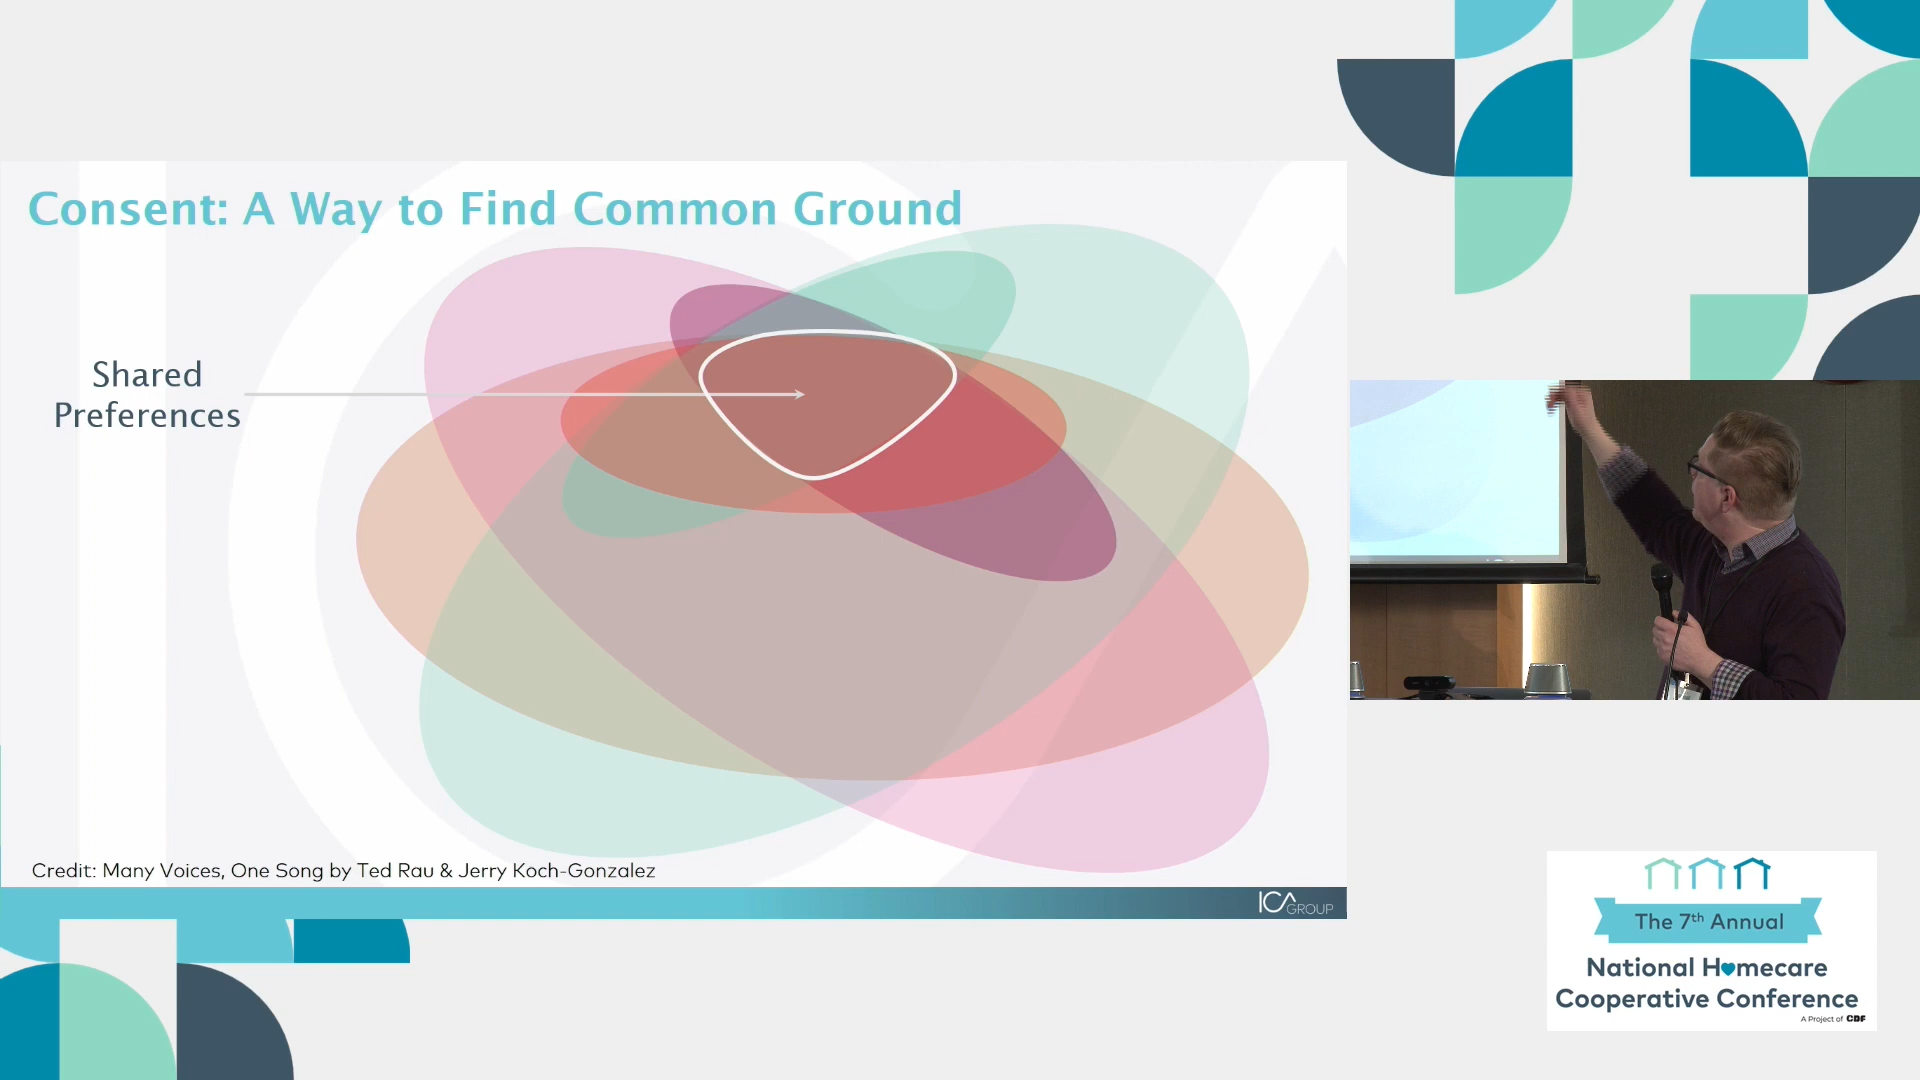 Consent: A Way to Find Common Ground
Shared
Preferences
Credit: Many Voices, One Song by Ted Rau & Jerry Koch-Gonzalez
ICA GROUP
The 7th Annual
National Homecare
Cooperative Conference
A Project of CDF